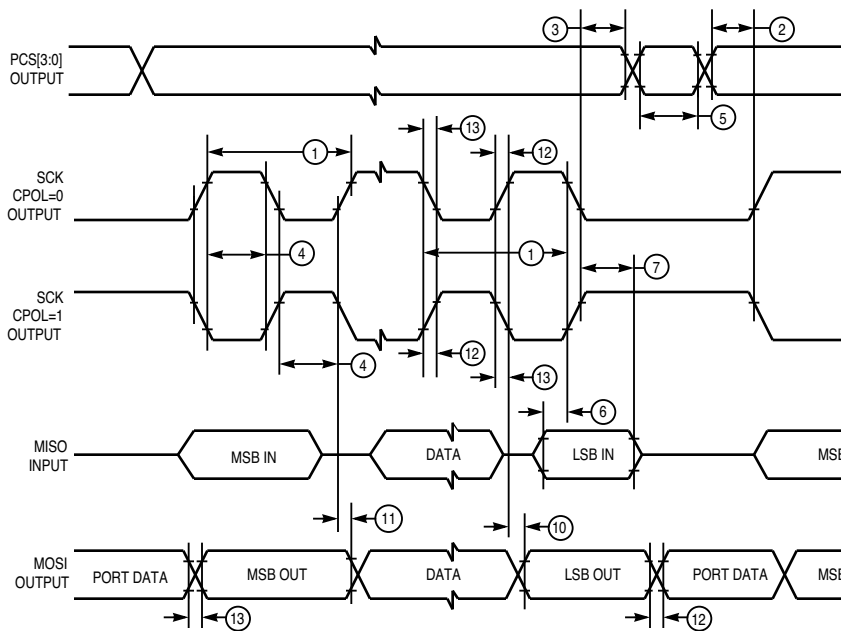 3
2
PCS[3:0]
OUTPUT
5
13
1
12
SCK
CPOL=0
OUTPUT
4
1
7
SCK
CPOL=1
OUTPUT
4
12
13
6
MISO
INPUT
MSB IN
DATA
LSB IN
MSB
11
10
MOSI
OUTPUT
PORT DATA
MSB OUT
DATA
LSB OUT
PORT DATA
MSB
13
12